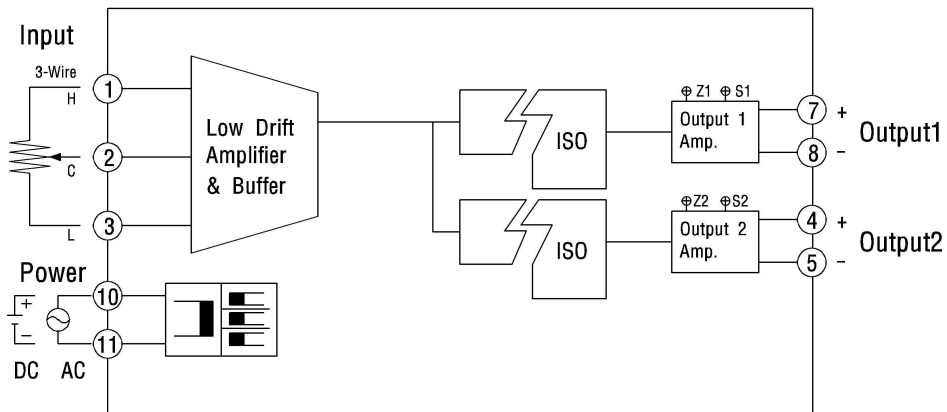 Input
3-Wire
H
1
C
2
L
3
Low Drift
Amplifier
& Buffer
ISO
ISO
Z1 S1
Output 1
Amp.
7 +
8 −
Output1
Z2 S2
Output 2
Amp.
4 +
5 −
Output2
Power
10
11
+
−
DC AC